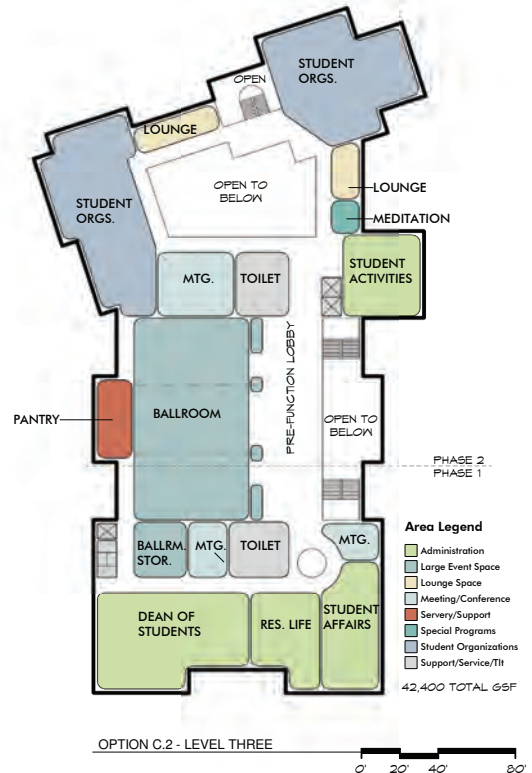 OPEN
STUDENT
ORGS.
LOUNGE
OPEN TO
BELOW
LOUNGE
MEDITATION
STUDENT
ORGS.
STUDENT
ACTIVITIES
MTG.
TOILET
PRE-FUNCTION LOBBY
PANTRY
BALLROOM
OPEN TO
BELOW
PHASE 2
PHASE 1
BALLRM.
STOR.
MTG.
TOILET
MTG.
DEAN OF
STUDENTS
RES. LIFE
STUDENT
AFFAIRS
Area Legend
Administration
Large Event Space
Lounge Space
Meeting/Conference
Servery/Support
Special Programs
Student Organizations
Support/Service/Tlt
42,400 TOTAL GSF
OPTION C.2 - LEVEL THREE
0' 20' 40' 80'